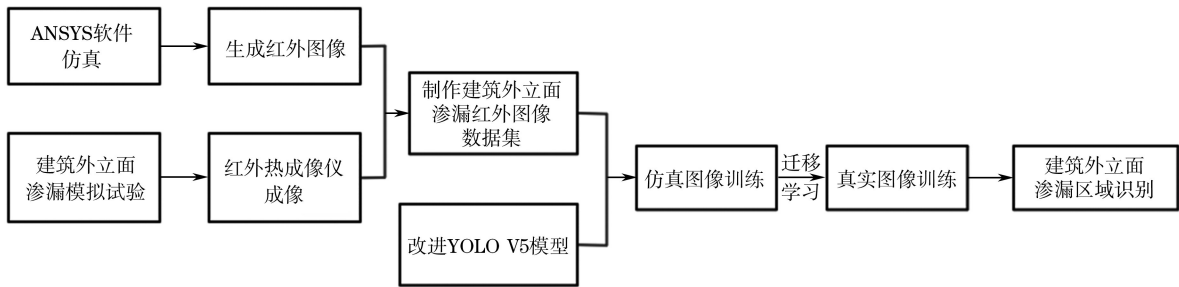 ANSYS软件
仿真
生成红外图像
建筑外立面
渗漏模拟试验
红外热成像仪
成像
制作建筑外立面
渗漏红外图像
数据集
改进YOLO V5模型
仿真图像训练
迁移
学习
真实图像训练
建筑外立面
渗漏区域识别